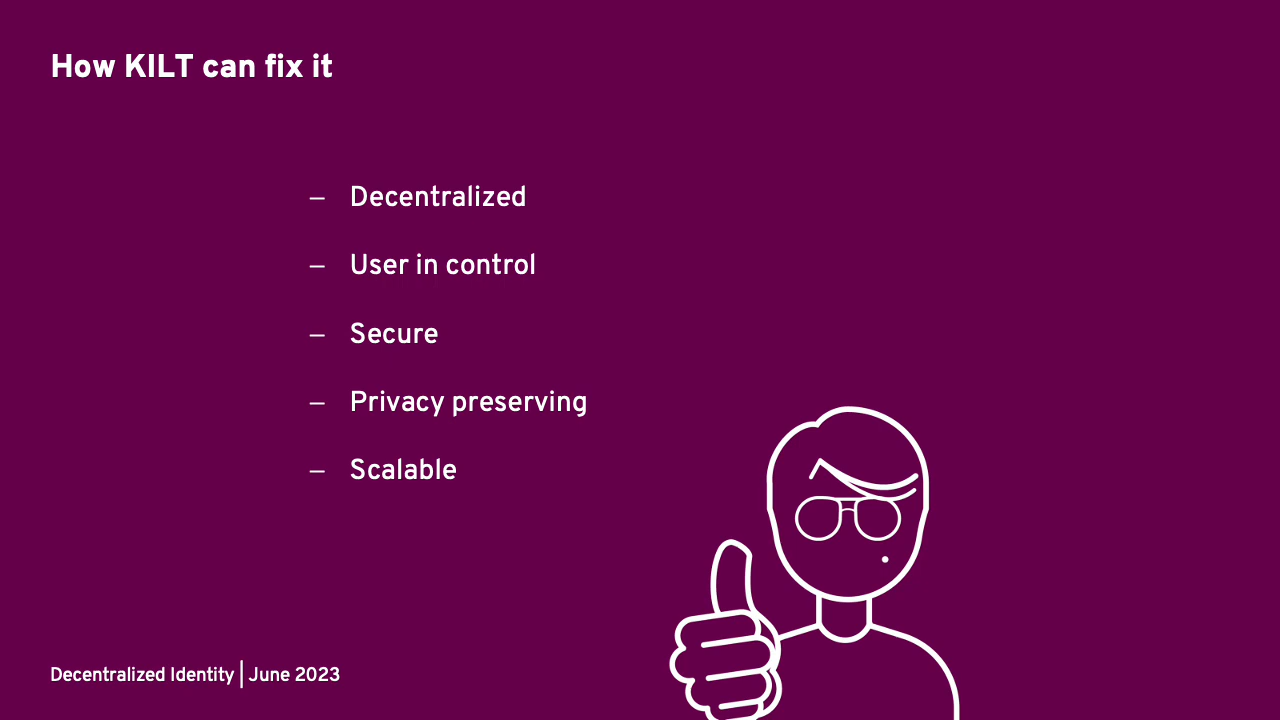 How KILT can fix it
– Decentralized
– User in control
– Secure
– Privacy preserving
– Scalable
Decentralized Identity | June 2023